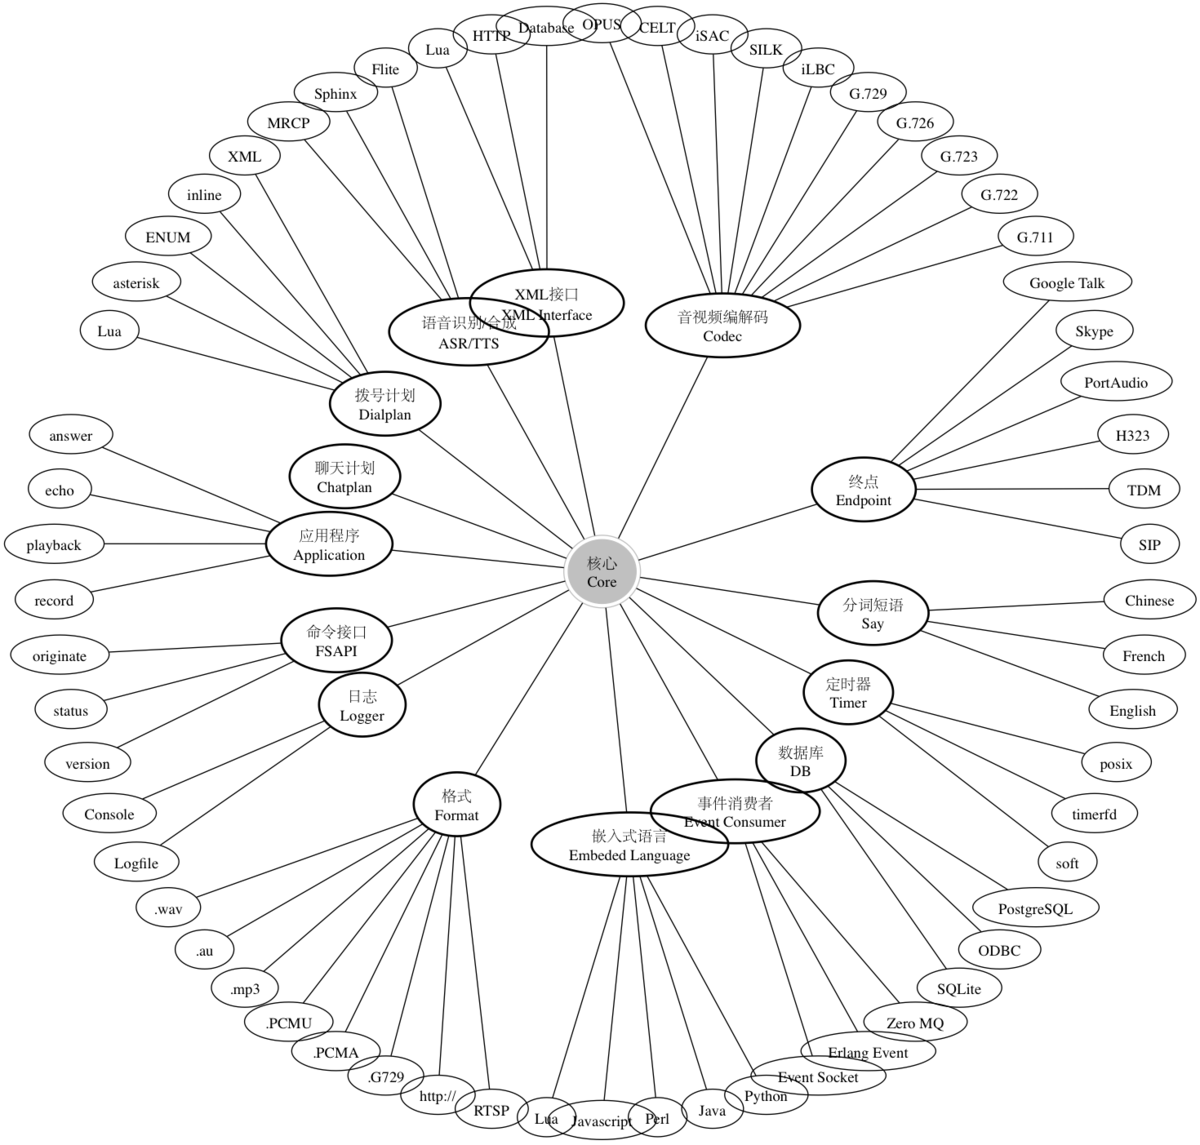 OPUS
CELT
iSAC
SILK
iLBC
G.729
G.726
G.723
G.722
G.711
Database
HTTP
Lua
Flite
Sphinx
MRCP
XML
inline
ENUM
asterisk
Lua
XML接口
XML Interface
语音识别/合成
ASR/TTS
音视频编解码
Codec
拨号计划
Dialplan
Google Talk
Skype
PortAudio
H323
TDM
SIP
终点
Endpoint
聊天计划
Chatplan
answer
echo
playback
record
应用程序
Application
核心
Core
分词短语
Say
Chinese
French
English
命令接口
FSAPI
originate
status
version
日志
Logger
Console
Logfile
定时器
Timer
posix
timerfd
soft
数据库
DB
PostgreSQL
ODBC
SQLite
事件消费者
Event Consumer
Zero MQ
Erlang Event
Event Socket
嵌入式语言
Embeded Language
Python
Java
Perl
Javascript
Lua
格式
Format
.wav
.au
.mp3
.PCMU
.PCMA
.G729
http://
RTSP